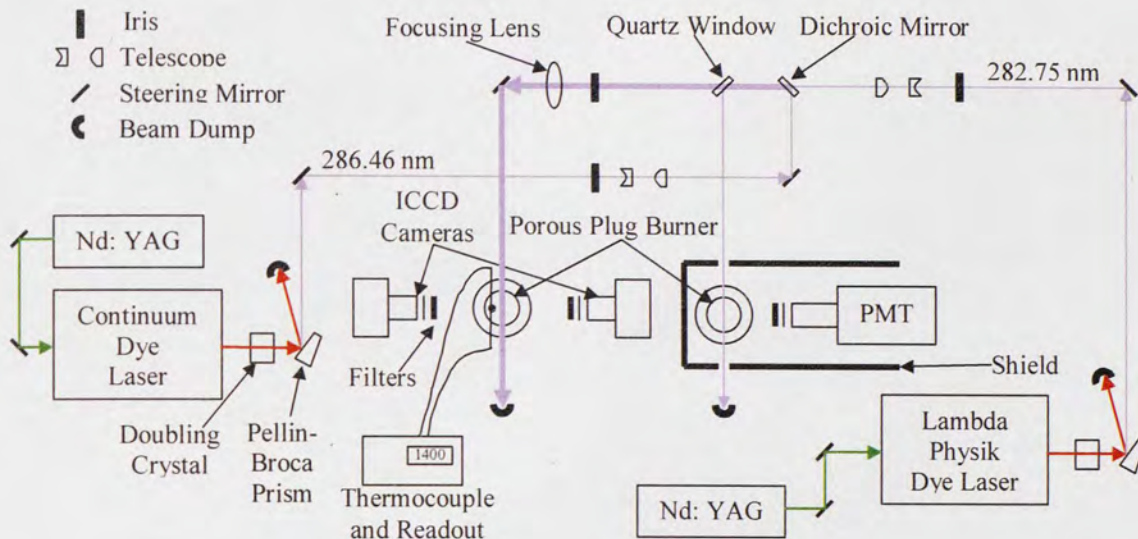 Iris
Telescope
Steering Mirror
Beam Dump
Focusing Lens
Quartz Window
Dichroic Mirror
282.75 nm
286.46 nm
ICCD
Cameras
Porous Plug Burner
Nd: YAG
Continuum
Dye
Laser
PMT
Filters
Shield
Doubling
Crystal
Pellin-
Broca
Prism
1400
Thermocouple
and Readout
Lambda
Physik
Dye Laser
Nd: YAG